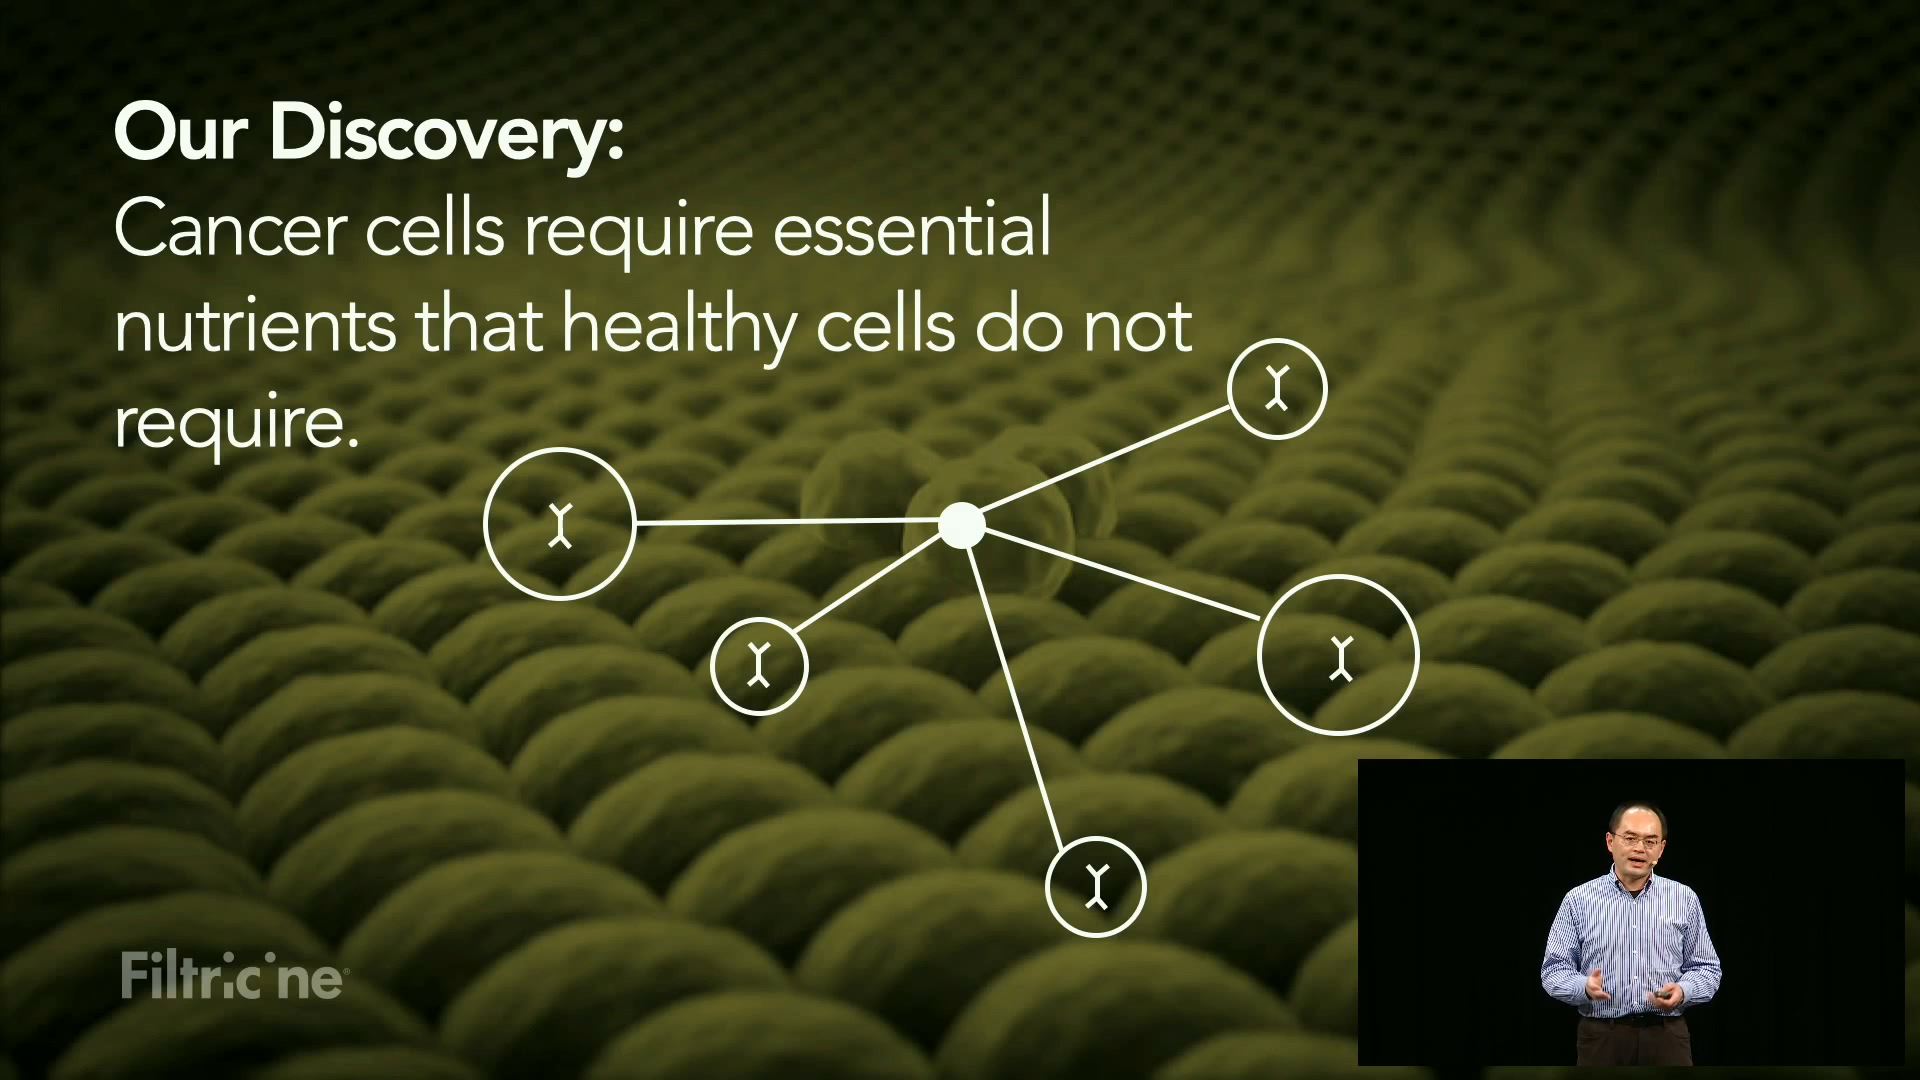 Our Discovery:
Cancer cells require essential
nutrients that healthy cells do not
require.
Filtricine®